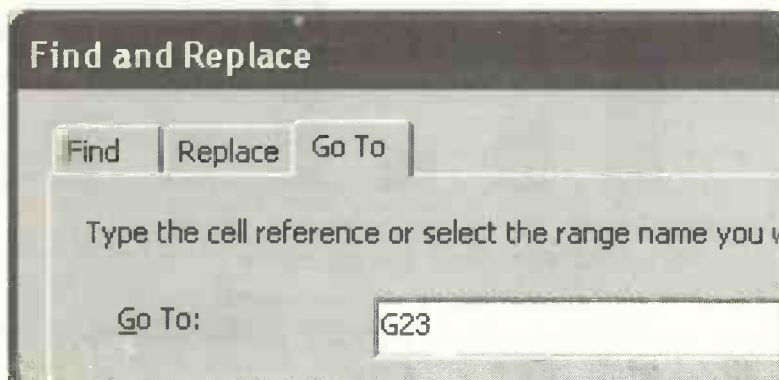 Find and Replace
Find Replace Go To
Type the cell reference or select the range name you
Go To:
G23